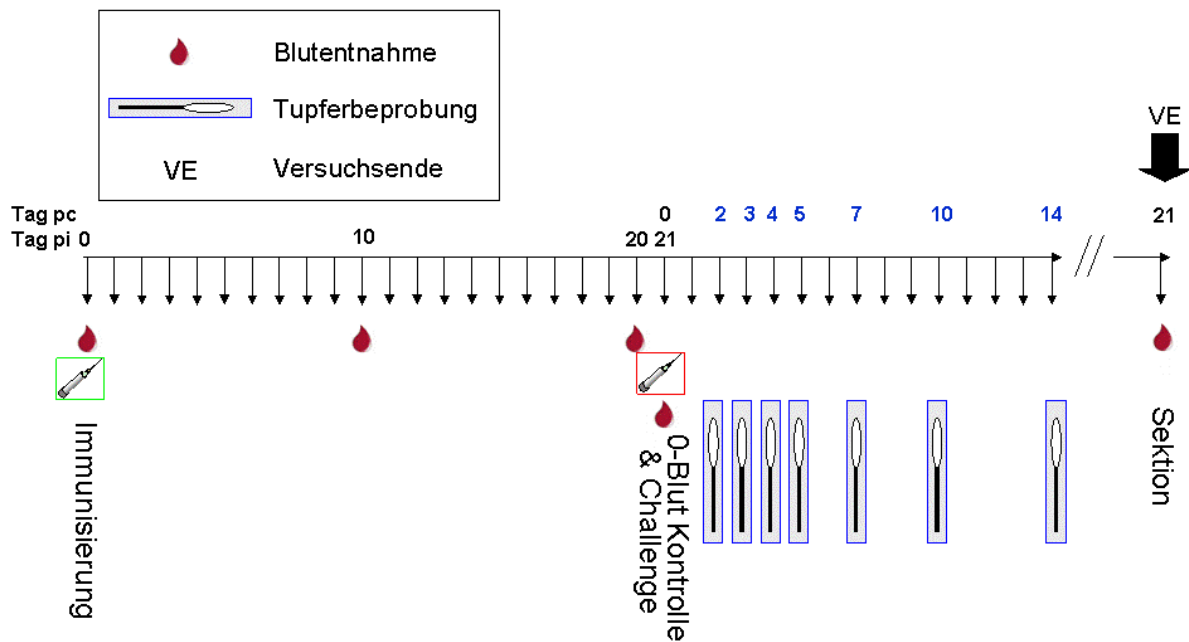 Blutentnahme
Tupferbeprobung
VE Versuchsende
VE
Tag pc 0 2 3 4 5 7 10 14 21
Tag pi 0 10 20 21
Immunisierung
0-Blut Kontrolle
& Challenge
Sektion